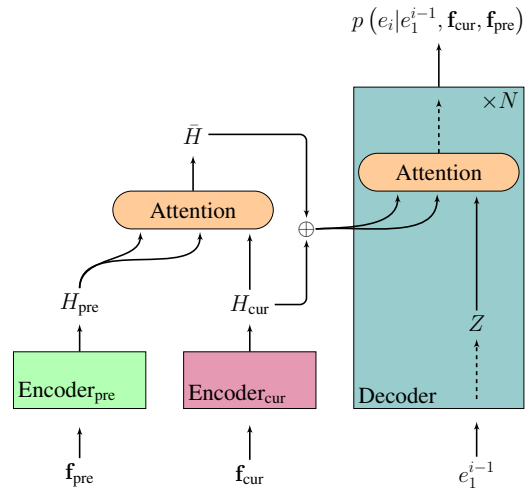 p (e_i|e_1^{i-1}, f_cur, f_pre)
×N
H̄
Attention
Attention
⊕
H_pre
H_cur
Z
Encoder_pre
Encoder_cur
Decoder
f_pre
f_cur
e_1^{i-1}